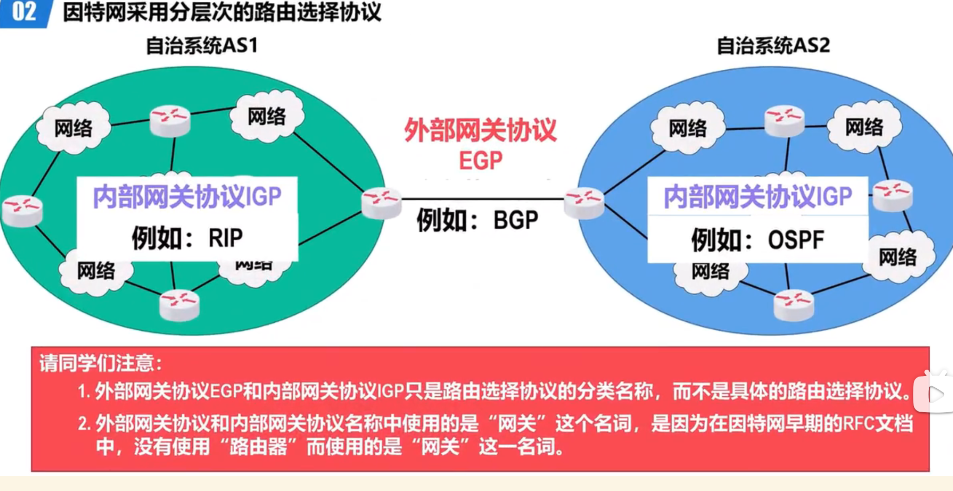 02 因特网采用分层次的路由选择协议
自治系统AS1
自治系统AS2
网络
网络
外部网关协议
EGP
网络
网络
内部网关协议IGP
例如：RIP
例如：BGP
内部网关协议IGP
例如：OSPF
网络
网络
网络
网络
请同学们注意：
1. 外部网关协议EGP和内部网关协议IGP只是路由选择协议的分类名称，而不是具体的路由选择协议。
2. 外部网关协议和内部网关协议名称中使用的是“网关”这个名词，是因为在因特网早期的RFC文档
中，没有使用“路由器”而使用的是“网关”这一名词。